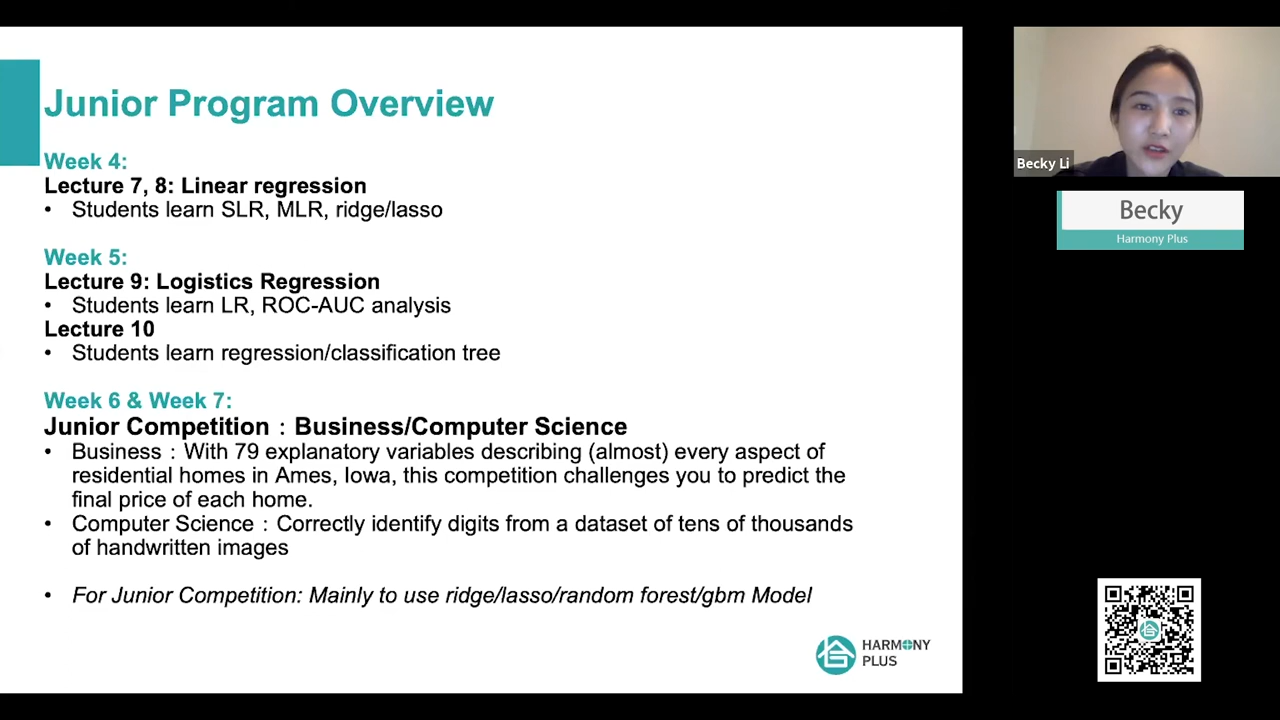 Junior Program Overview
Week 4:
Lecture 7, 8: Linear regression
• Students learn SLR, MLR, ridge/lasso
Week 5:
Lecture 9: Logistics Regression
• Students learn LR, ROC-AUC analysis
Lecture 10
• Students learn regression/classification tree
Week 6 & Week 7:
Junior Competition：Business/Computer Science
• Business：With 79 explanatory variables describing (almost) every aspect of
residential homes in Ames, Iowa, this competition challenges you to predict the
final price of each home.
• Computer Science：Correctly identify digits from a dataset of tens of thousands
of handwritten images
• For Junior Competition: Mainly to use ridge/lasso/random forest/gbm Model
HARMONY
PLUS
Becky Li
Becky
Harmony Plus